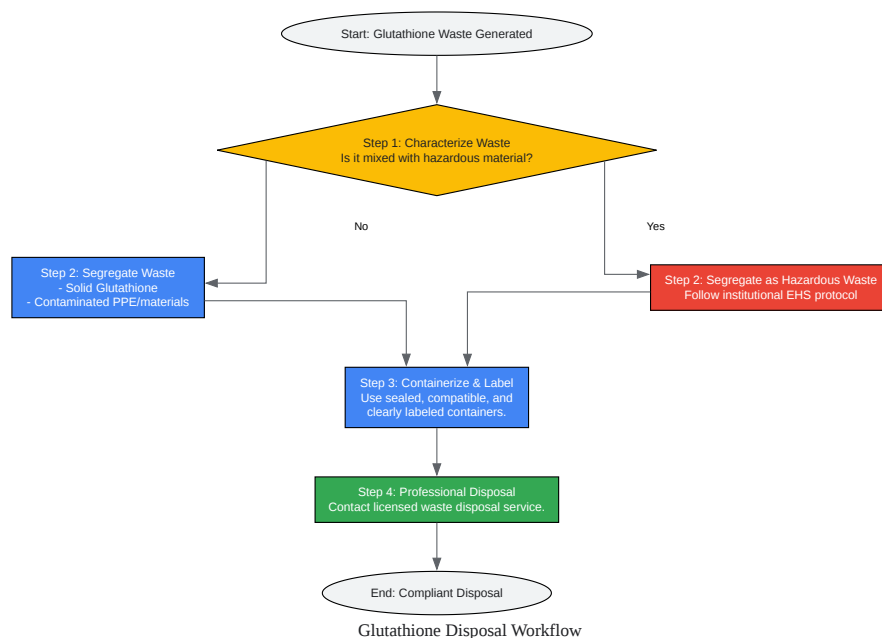 Start: Glutathione Waste Generated
Step 1: Characterize Waste
Is it mixed with hazardous material?
No
Yes
Step 2: Segregate Waste
- Solid Glutathione
- Contaminated PPE/materials
Step 2: Segregate as Hazardous Waste
Follow institutional EHS protocol
Step 3: Containerize & Label
Use sealed, compatible, and
clearly labeled containers.
Step 4: Professional Disposal
Contact licensed waste disposal service.
End: Compliant Disposal
Glutathione Disposal Workflow